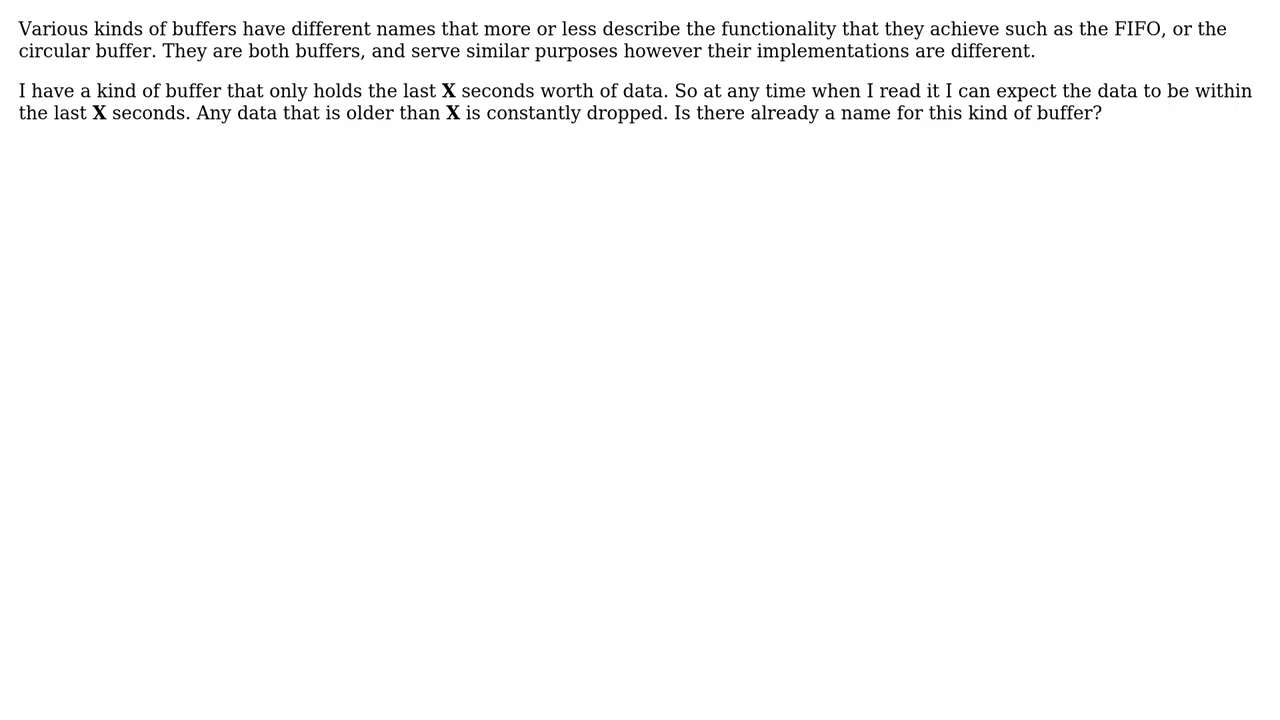 Various kinds of buffers have different names that more or less describe the functionality that they achieve such as the FIFO, or the
circular buffer. They are both buffers, and serve similar purposes however their implementations are different.
I have a kind of buffer that only holds the last X seconds worth of data. So at any time when I read it I can expect the data to be within
the last X seconds. Any data that is older than X is constantly dropped. Is there already a name for this kind of buffer?